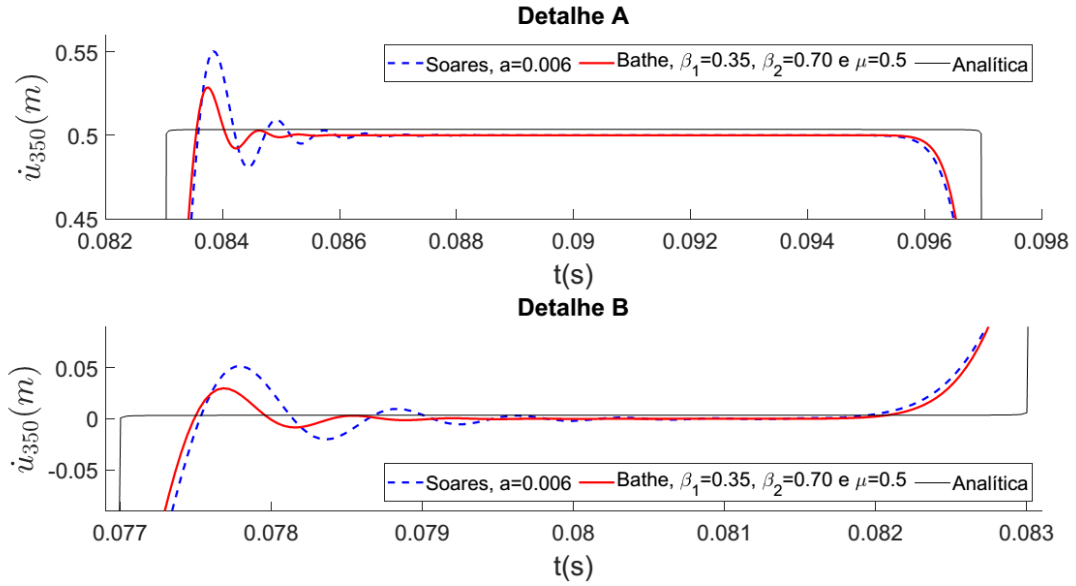 Detalhe A
Soares, a=0.006 Bathe, β₁=0.35, β₂=0.70 e μ=0.5 Analítica
0.55
0.5
0.45
u̇₃₅₀(m)
0.082 0.084 0.086 0.088 0.09 0.092 0.094 0.096 0.098
t(s)
Detalhe B
0.05
0
-0.05
u̇₃₅₀(m)
Soares, a=0.006 Bathe, β₁=0.35, β₂=0.70 e μ=0.5 Analítica
0.077 0.078 0.079 0.08 0.081 0.082 0.083
t(s)